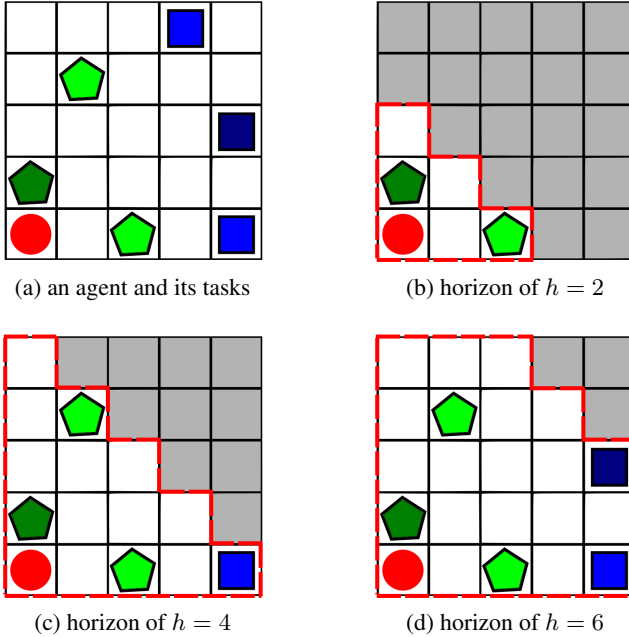 (a) an agent and its tasks
(b) horizon of h = 2
(c) horizon of h = 4
(d) horizon of h = 6